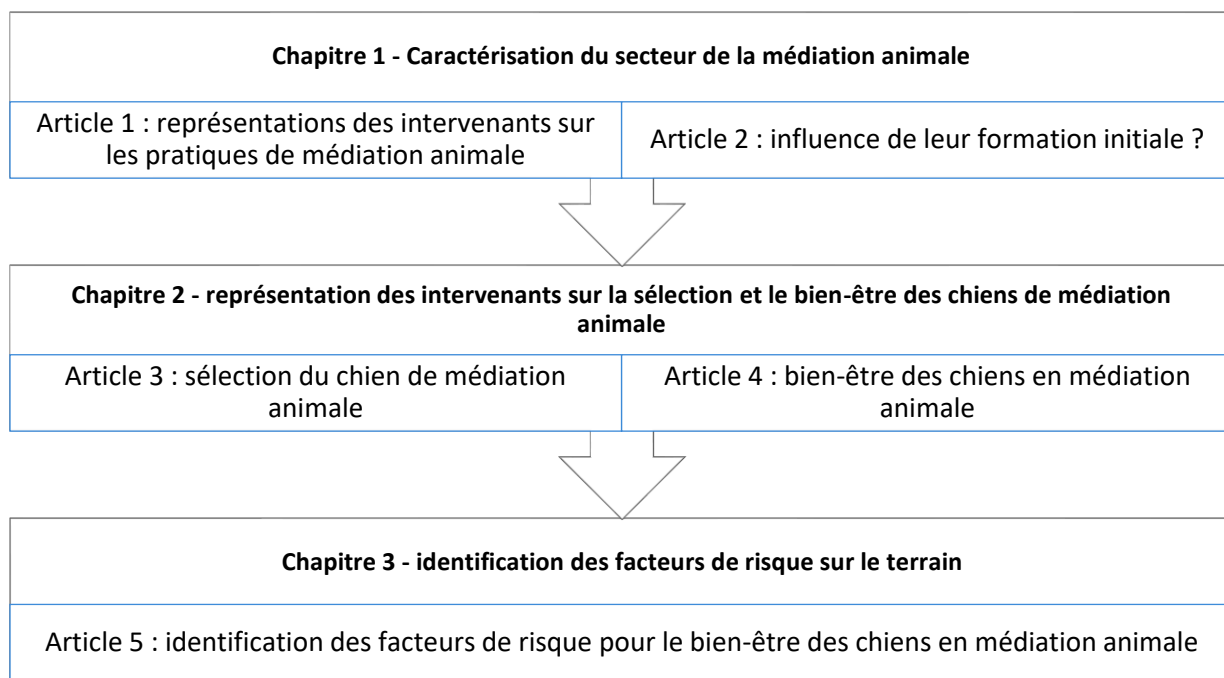 Chapitre 1 - Caractérisation du secteur de la médiation animale
Article 1 : représentations des intervenants sur
les pratiques de médiation animale
Article 2 : influence de leur formation initiale ?
Chapitre 2 - représentation des intervenants sur la sélection et le bien-être des chiens de médiation
animale
Article 3 : sélection du chien de médiation
animale
Article 4 : bien-être des chiens en médiation
animale
Chapitre 3 - identification des facteurs de risque sur le terrain
Article 5 : identification des facteurs de risque pour le bien-être des chiens en médiation animale